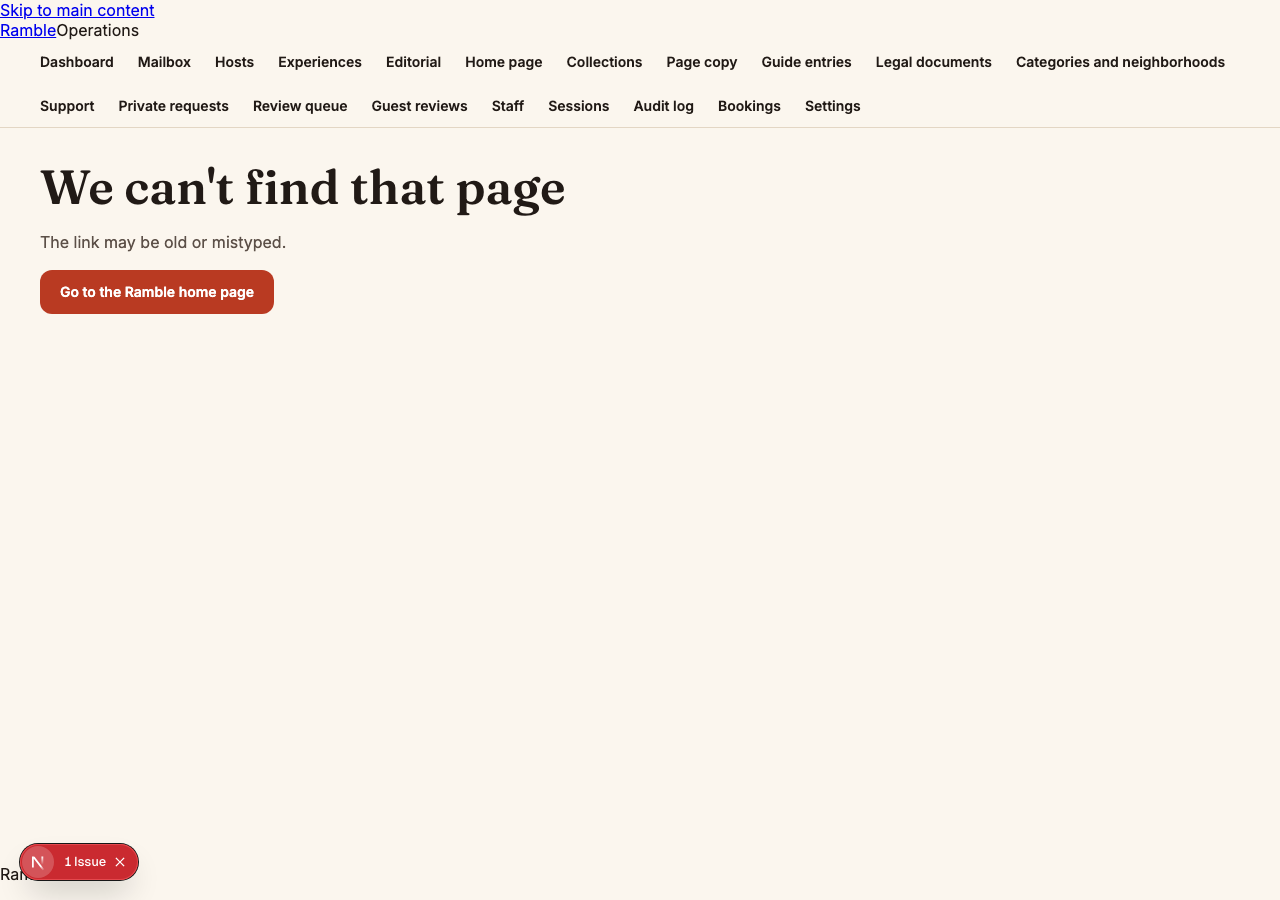 Skip to main content
RambleOperations
Dashboard Mailbox Hosts Experiences Editorial Home page Collections Page copy Guide entries Legal documents Categories and neighborhoods
Support Private requests Review queue Guest reviews Staff Sessions Audit log Bookings Settings
We can't find that page
The link may be old or mistyped.
Go to the Ramble home page
1 Issue